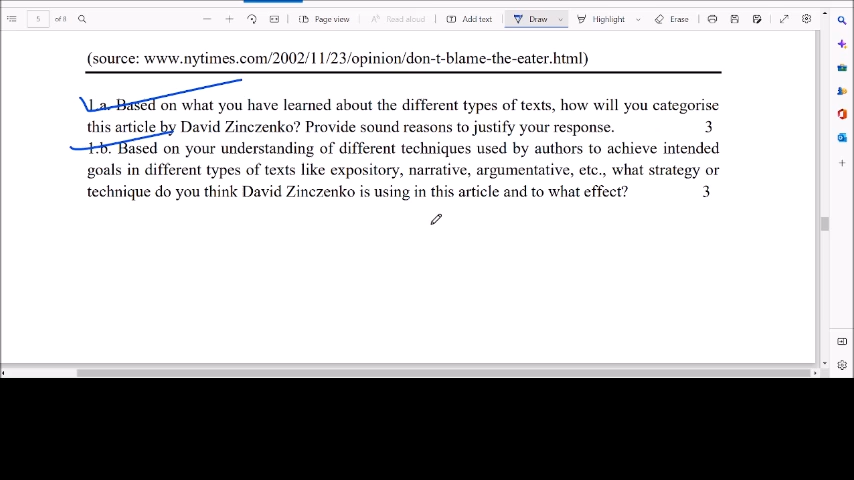 5 of 8 Page view Read aloud Add text Draw Highlight Erase
(source: www.nytimes.com/2002/11/23/opinion/don-t-blame-the-eater.html)
1.a. Based on what you have learned about the different types of texts, how will you categorise
this article by David Zinczenko? Provide sound reasons to justify your response. 3
1.b. Based on your understanding of different techniques used by authors to achieve intended
goals in different types of texts like expository, narrative, argumentative, etc., what strategy or
technique do you think David Zinczenko is using in this article and to what effect? 3